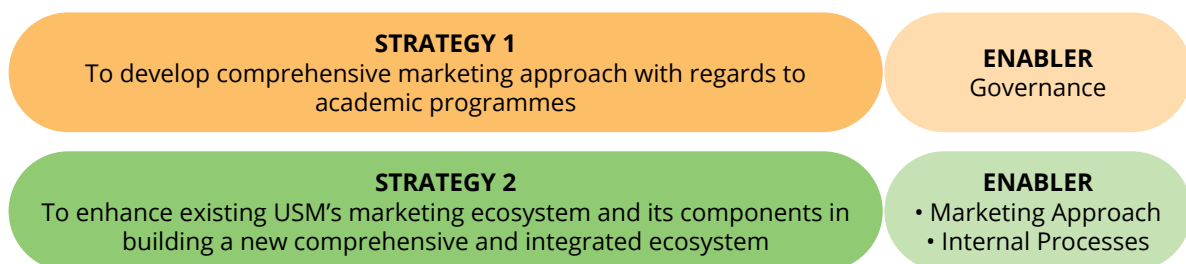 STRATEGY 1
To develop comprehensive marketing approach with regards to
academic programmes
ENABLER
Governance
STRATEGY 2
To enhance existing USM’s marketing ecosystem and its components in
building a new comprehensive and integrated ecosystem
ENABLER
• Marketing Approach
• Internal Processes